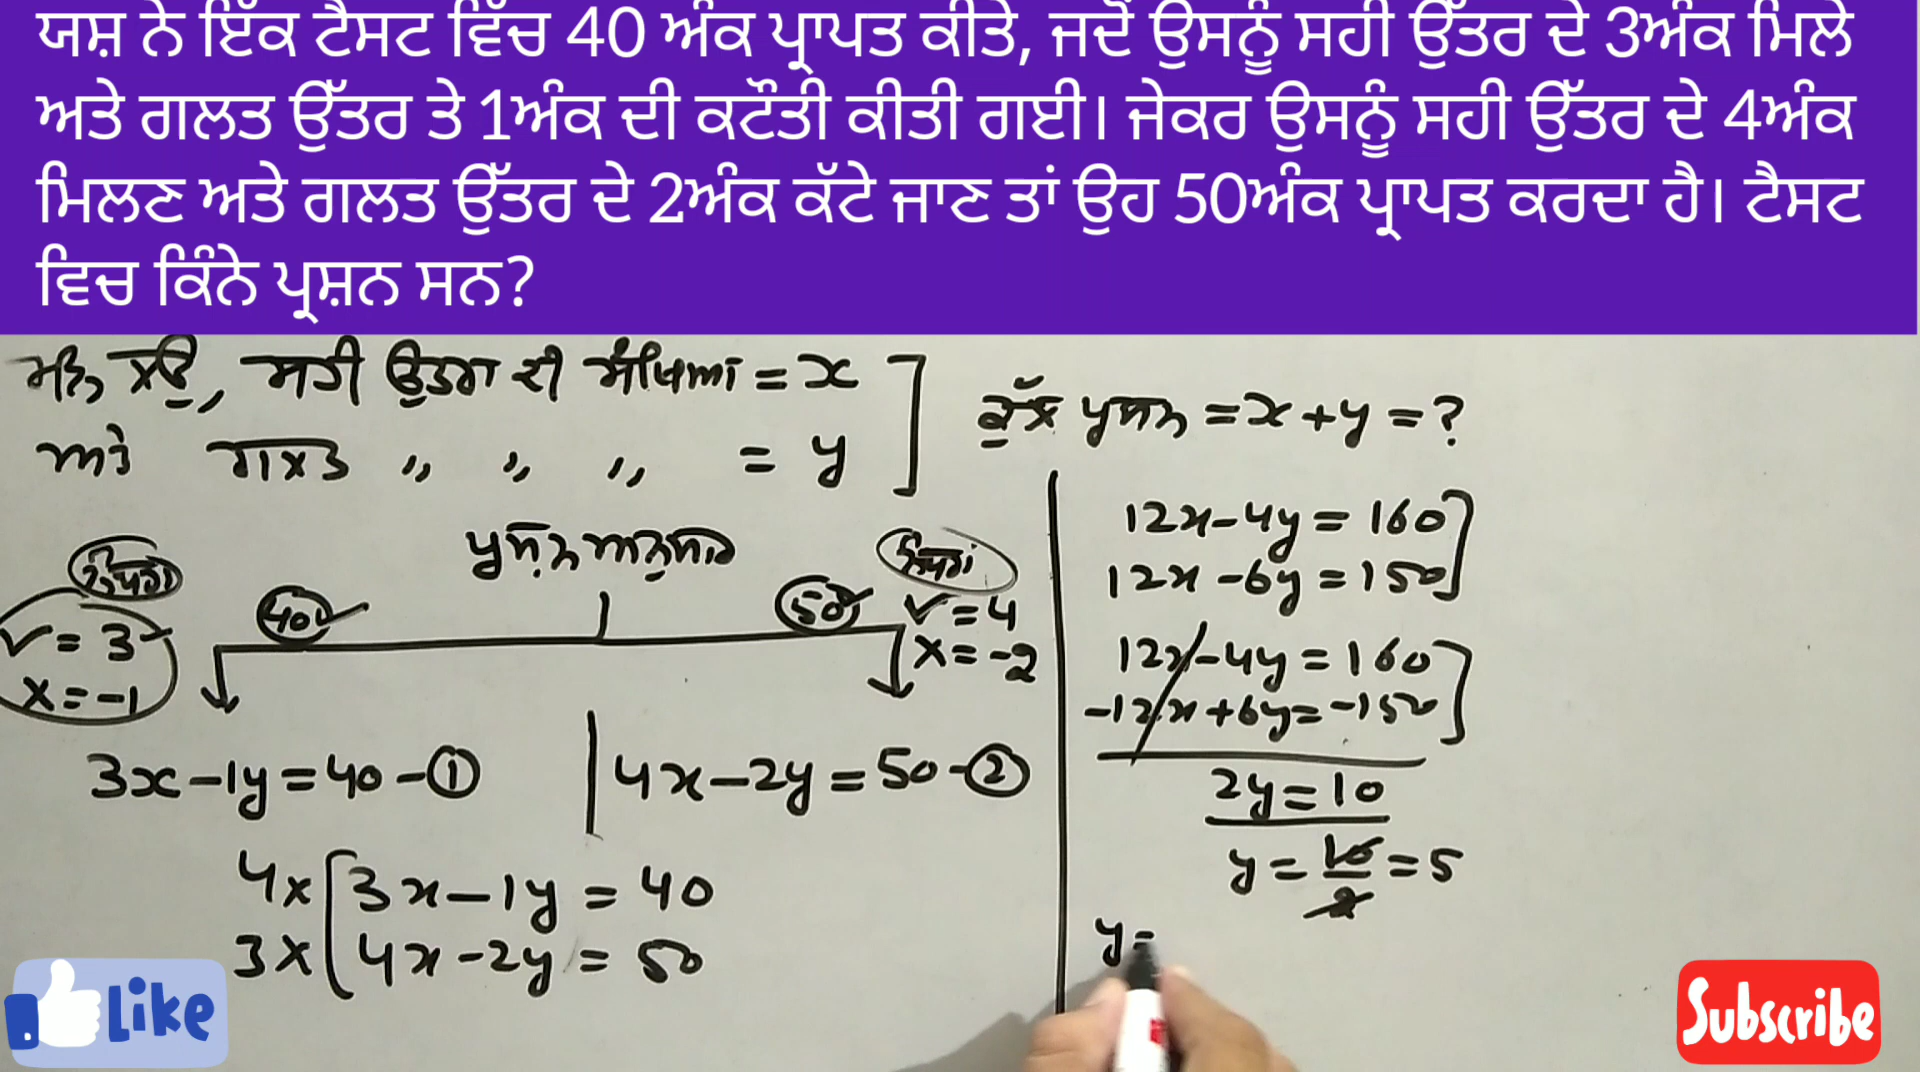 ਯਸ਼ ਨੇ ਇੱਕ ਟੈਸਟ ਵਿੱਚ 40 ਅੰਕ ਪ੍ਰਾਪਤ ਕੀਤੇ, ਜਦੋਂ ਉਸਨੂੰ ਸਹੀ ਉੱਤਰ ਦੇ 3ਅੰਕ ਮਿਲੇ
ਅਤੇ ਗਲਤ ਉੱਤਰ ਤੇ 1ਅੰਕ ਦੀ ਕਟੌਤੀ ਕੀਤੀ ਗਈ। ਜੇਕਰ ਉਸਨੂੰ ਸਹੀ ਉੱਤਰ ਦੇ 4ਅੰਕ
ਮਿਲਣ ਅਤੇ ਗਲਤ ਉੱਤਰ ਦੇ 2ਅੰਕ ਕੱਟੇ ਜਾਣ ਤਾਂ ਉਹ 50ਅੰਕ ਪ੍ਰਾਪਤ ਕਰਦਾ ਹੈ। ਟੈਸਟ
ਵਿਚ ਕਿੰਨੇ ਪ੍ਰਸ਼ਨ ਸਨ?
ਮੰਨ ਲਉ, ਸਹੀ ਉਤਰਾ ਦੀ ਸੰਖਿਆਂ = x
ਅਤੇ ਗਲਤ " " " = y
ਕੁੱਲ ਪ੍ਰਸ਼ਨ = x + y = ?
ਪ੍ਰਸ਼ਨ ਅਨੁਸਾਰ
✓ = 3
x = -1
40
50
✓ = 4
x = -2
3x - 1y = 40 - ①
4x - 2y = 50 - ②
4 x [ 3x - 1y = 40
3 x [ 4x - 2y = 50
12x - 4y = 160
12x - 6y = 150
12x - 4y = 160
-12x + 6y = -150
2y = 10
y = 10/2 = 5
y =
Like
Subscribe